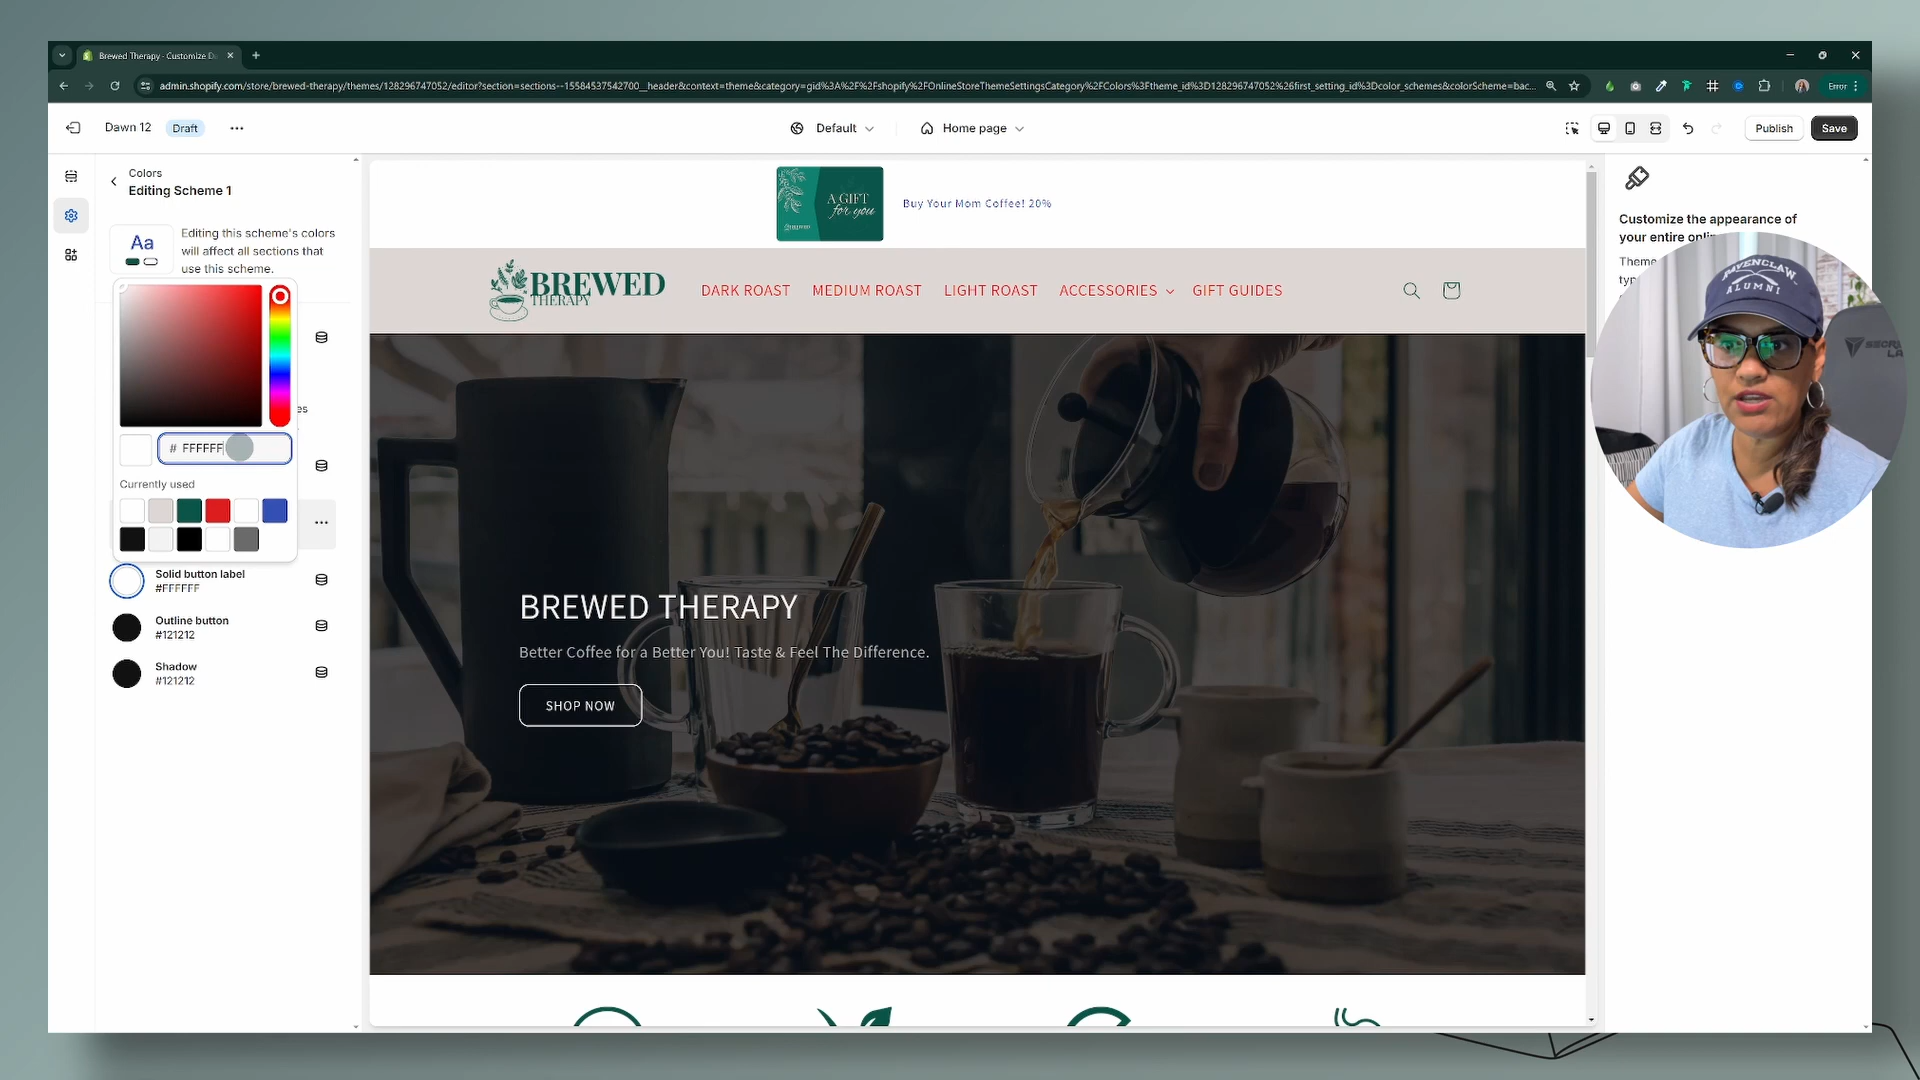 Brewed Therapy - Customize D
admin.shopify.com/store/brewed-therapy/themes/128296747052/editor?section=sections--15584537542700__header&context=theme&category=gid%3A%2F%2Fshopify%2FOnlineStoreThemeSettingsCategory%2FColors%3Ftheme_id%3D128296747052%26first_setting_id%3Dcolor_schemes&colorScheme=bac...
Error
Dawn 12
Draft
Default
Home page
Publish
Save
Colors
Editing Scheme 1
Aa
Editing this scheme's colors
will affect all sections that
use this scheme.
# FFFFFF
Currently used
Solid button label
#FFFFFF
Outline button
#121212
Shadow
#121212
A GIFT
for you
Buy Your Mom Coffee! 20%
BREWED
THERAPY
DARK ROAST
MEDIUM ROAST
LIGHT ROAST
ACCESSORIES
GIFT GUIDES
BREWED THERAPY
Better Coffee for a Better You! Taste & Feel The Difference.
SHOP NOW
Customize the appearance of
your entire
RAVENCLAW
ALUMNI